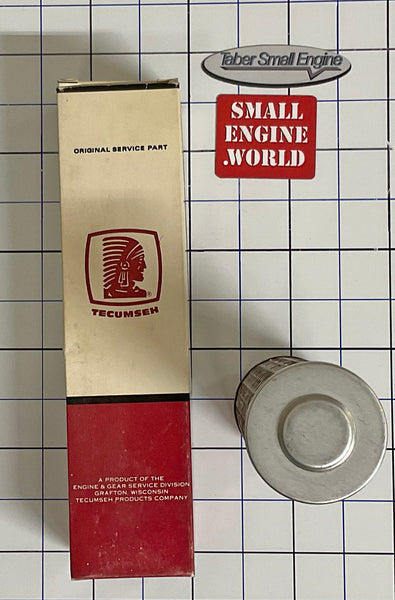 Taber Small Engine
SMALL
ENGINE
.WORLD
ORIGINAL SERVICE PART
®
TECUMSEH
A PRODUCT OF THE
ENGINE & GEAR SERVICE DIVISION
GRAFTON, WISCONSIN
TECUMSEH PRODUCTS COMPANY